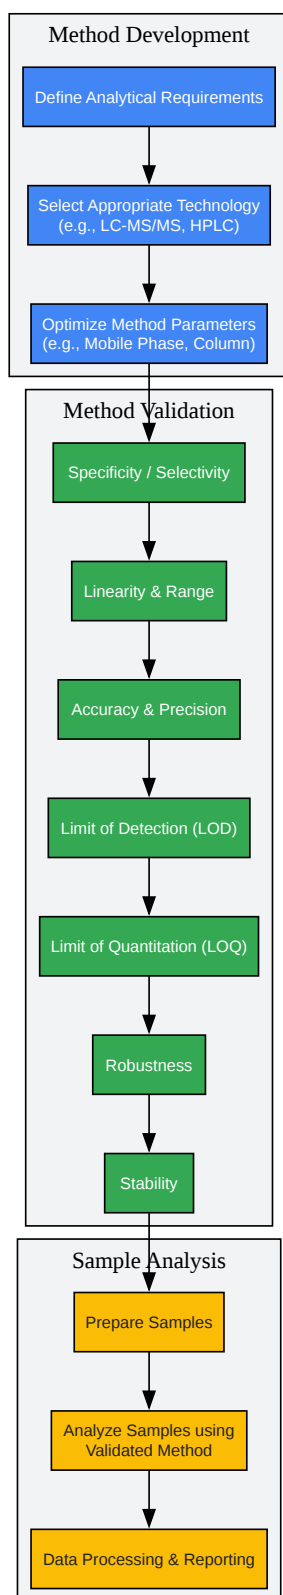 Method Development
Define Analytical Requirements
Select Appropriate Technology
(e.g., LC-MS/MS, HPLC)
Optimize Method Parameters
(e.g., Mobile Phase, Column)
Method Validation
Specificity / Selectivity
Linearity & Range
Accuracy & Precision
Limit of Detection (LOD)
Limit of Quantitation (LOQ)
Robustness
Stability
Sample Analysis
Prepare Samples
Analyze Samples using
Validated Method
Data Processing & Reporting